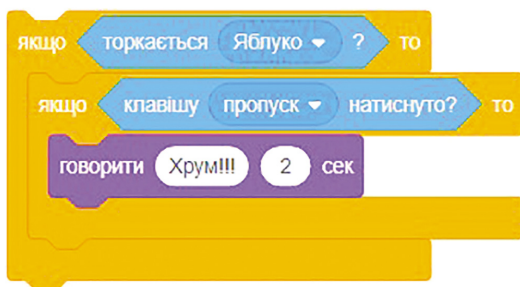 якщо торкається Яблуко ? то
якщо клавішу пропуск натиснуто? то
говорити Хрум!!! 2 сек